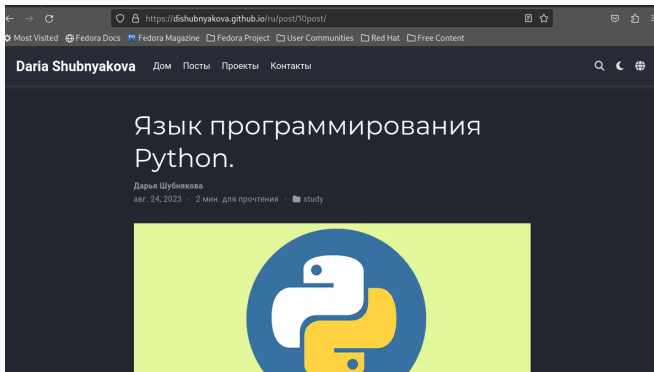 https://dishubnyakova.github.io/ru/post/10post/
Most Visited Fedora Docs Fedora Magazine Fedora Project User Communities Red Hat Free Content
Daria Shubnyakova Дом Посты Проекты Контакты
Язык программирования
Python.
Дарья Шубнякова
авг. 24, 2023 · 2 мин. для прочтения · study